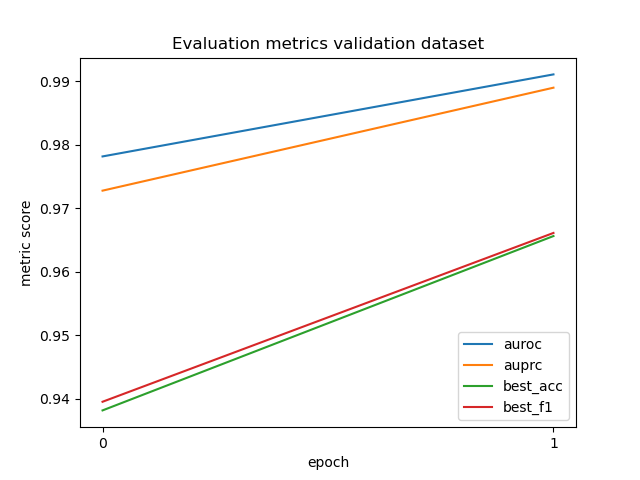 Evaluation metrics validation dataset
metric score
0.99
0.98
0.97
0.96
0.95
0.94
auroc
auprc
best_acc
best_f1
0
1
epoch